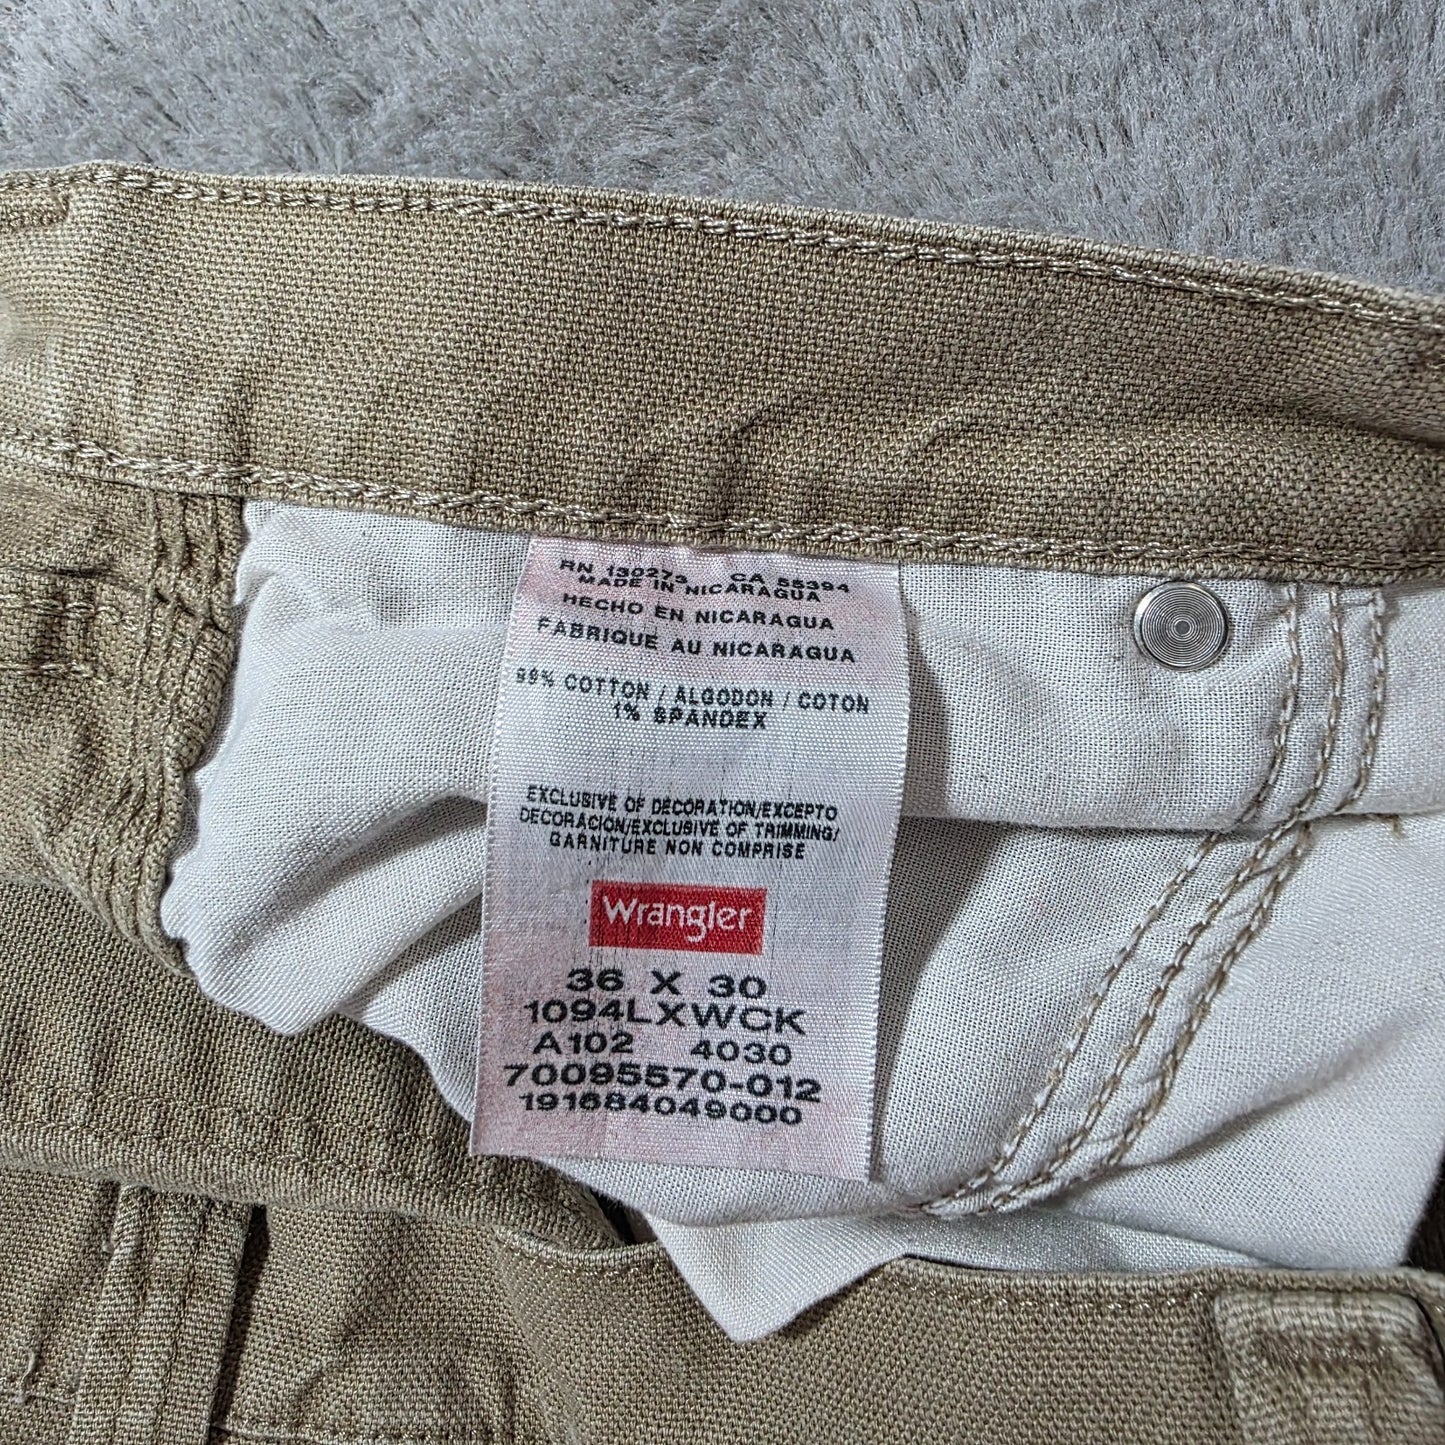 RN 130273 CA 55394
MADE IN NICARAGUA
HECHO EN NICARAGUA
FABRIQUE AU NICARAGUA
99% COTTON / ALGODON / COTON
1% SPANDEX
EXCLUSIVE OF DECORATION/EXCEPTO
DECORACION/EXCLUSIVE OF TRIMMING/
GARNITURE NON COMPRISE
Wrangler
36 X 30
1094LXWCK
A102 4030
70095570-012
191684049000